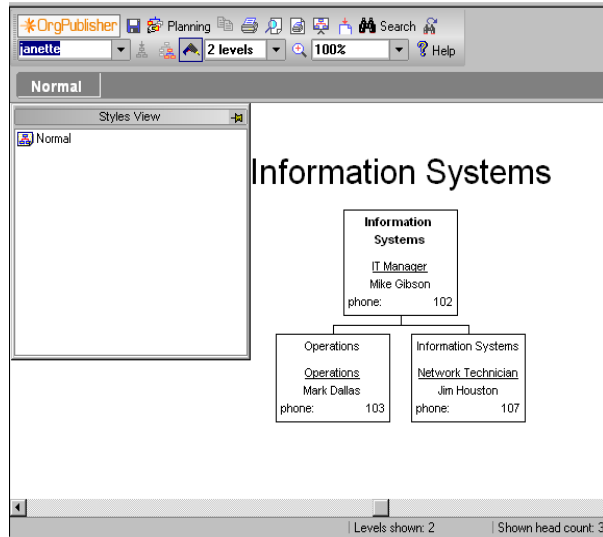 OrgPublisher Planning Search
janette 2 levels 100% Help
Normal
Styles View
Normal
Information Systems
Information
Systems
IT Manager
Mike Gibson
phone: 102
Operations Information Systems
Operations Network Technician
Mark Dallas Jim Houston
phone: 103 phone: 107
Levels shown: 2 Shown head count: 3